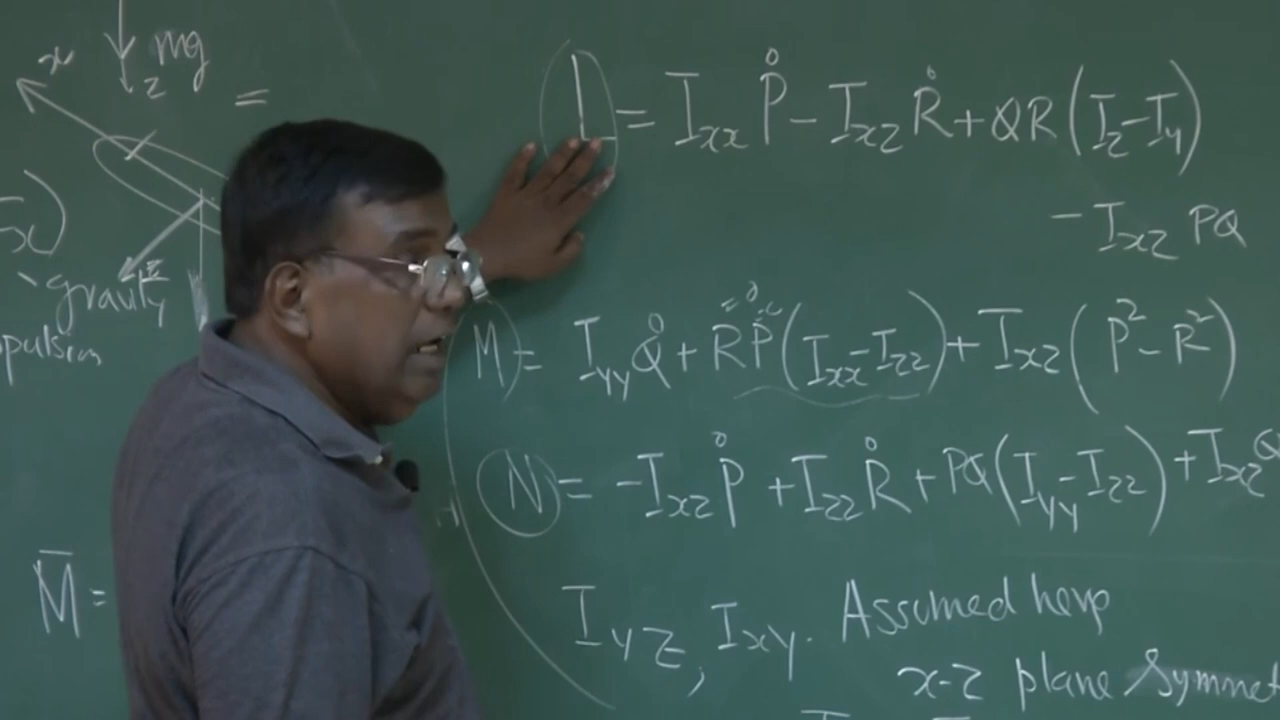 mg
x
z
=
L = Ixx Ṗ - Ixz Ṙ + QR (Iz - Iy)
- Ixz PQ
gravity
M = Iyy Q̇ + RP (Ixx - Izz) + Ixz (P² - R²)
N = - Ixz Ṗ + Izz Ṙ + PQ (Iyy - Izz) + Ixz Q
M̄ =
Iyz, Ixy. Assumed here
x-z plane Symmet